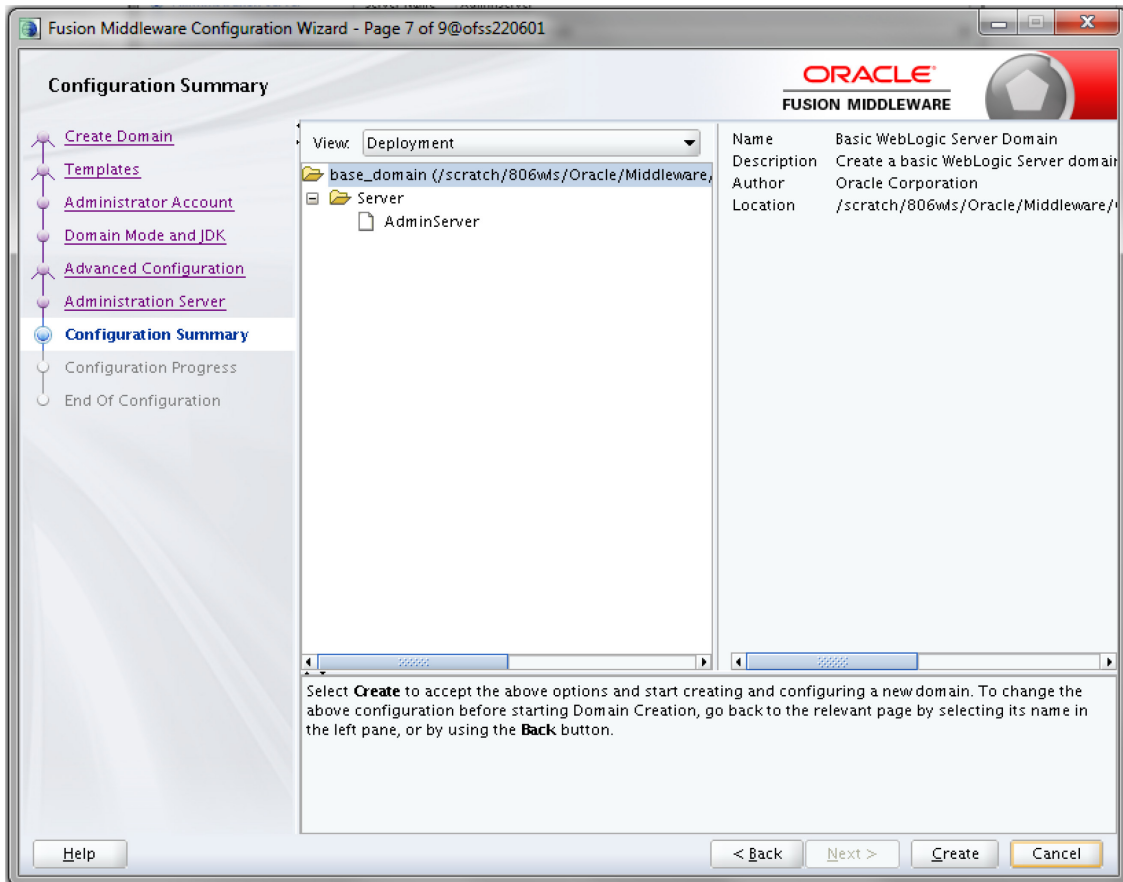 Fusion Middleware Configuration Wizard - Page 7 of 9@ofss220601
Configuration Summary
ORACLE
FUSION MIDDLEWARE
Create Domain
Templates
Administrator Account
Domain Mode and JDK
Advanced Configuration
Administration Server
Configuration Summary
Configuration Progress
End Of Configuration
View: Deployment
base_domain (/scratch/806wls/Oracle/Middleware/
Server
AdminServer
Name Basic WebLogic Server Domain
Description Create a basic WebLogic Server domain
Author Oracle Corporation
Location /scratch/806wls/Oracle/Middleware/
Select Create to accept the above options and start creating and configuring a new domain. To change the
above configuration before starting Domain Creation, go back to the relevant page by selecting its name in
the left pane, or by using the Back button.
Help
< Back
Next >
Create
Cancel